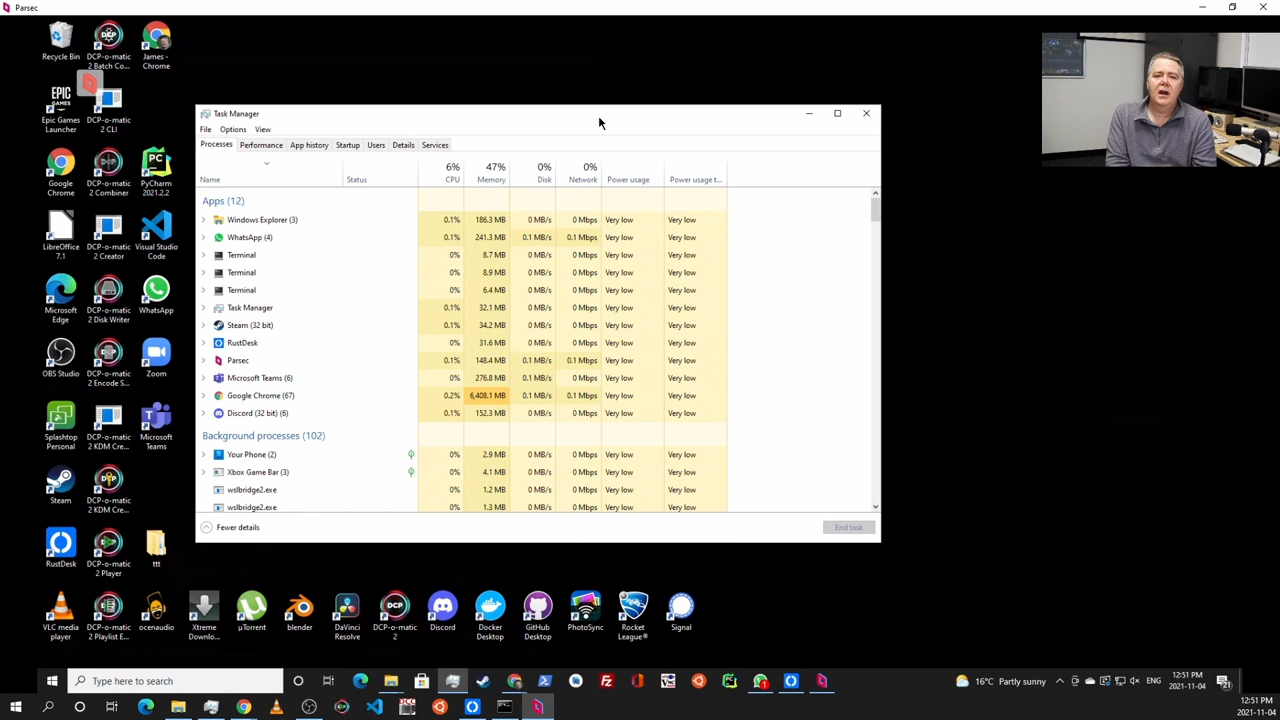 Parsec
Recycle Bin
DCP-o-matic
2 Batch Co...
James -
Chrome
EPIC
GAMES
Epic Games
Launcher
DCP-o-matic
2 CLI
Google
Chrome
DCP-o-matic
2 Combiner
PC
PyCharm
2021.2.2
LibreOffice
7.1
DCP-o-matic
2 Creator
Visual Studio
Code
Microsoft
Edge
DCP-o-matic
2 Disk Writer
WhatsApp
OBS Studio
DCP-o-matic
2 Encode S...
Zoom
Splashtop
Personal
DCP-o-matic
2 KDM Cre...
Microsoft
Teams
Steam
DCP-o-matic
2 KDM Cre...
RustDesk
DCP-o-matic
2 Player
ttt
VLC media
player
DCP-o-matic
2 Playlist E...
ocenaudio
Xtreme
Downlo...
µTorrent
blender
DaVinci
Resolve
DCP
DCP-o-matic
2
Discord
Docker
Desktop
GitHub
Desktop
PhotoSync
Rocket
League®
Signal
Task Manager
File Options View
Processes Performance App history Startup Users Details Services
6% 47% 0% 0%
Name Status CPU Memory Disk Network Power usage Power usage t...
Apps (12)
Windows Explorer (3) 0.1% 186.3 MB 0 MB/s 0 Mbps Very low Very low
WhatsApp (4) 0.1% 241.3 MB 0.1 MB/s 0.1 Mbps Very low Very low
Terminal 0% 8.7 MB 0 MB/s 0 Mbps Very low Very low
Terminal 0% 8.9 MB 0 MB/s 0 Mbps Very low Very low
Terminal 0% 6.4 MB 0 MB/s 0 Mbps Very low Very low
Task Manager 0.1% 32.1 MB 0 MB/s 0 Mbps Very low Very low
Steam (32 bit) 0.1% 34.2 MB 0 MB/s 0 Mbps Very low Very low
RustDesk 0% 31.6 MB 0 MB/s 0 Mbps Very low Very low
Parsec 0.1% 148.4 MB 0.1 MB/s 0.1 Mbps Very low Very low
Microsoft Teams (6) 0% 276.8 MB 0.1 MB/s 0 Mbps Very low Very low
Google Chrome (67) 0.2% 6,408.1 MB 0.1 MB/s 0.1 Mbps Very low Very low
Discord (32 bit) (6) 0.1% 152.3 MB 0 MB/s 0 Mbps Very low Very low
Background processes (102)
Your Phone (2) 0% 2.9 MB 0 MB/s 0 Mbps Very low Very low
Xbox Game Bar (3) 0% 4.1 MB 0 MB/s 0 Mbps Very low Very low
wslbridge2.exe 0% 1.2 MB 0 MB/s 0 Mbps Very low Very low
wslbridge2.exe 0% 1.3 MB 0 MB/s 0 Mbps Very low Very low
Fewer details End task
Type here to search
16°C Partly sunny ENG 12:51 PM
2021-11-04
21
12:51 PM
2021-11-04